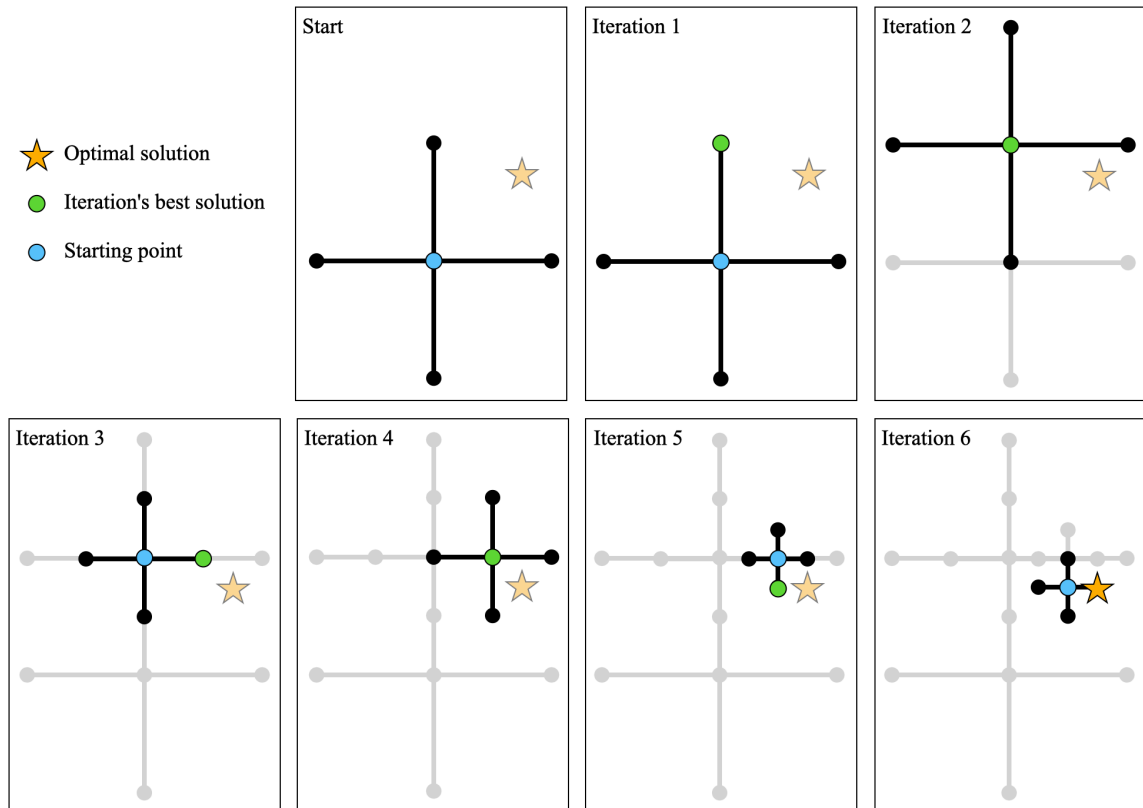 Start
Iteration 1
Iteration 2
Optimal solution
Iteration's best solution
Starting point
Iteration 3
Iteration 4
Iteration 5
Iteration 6